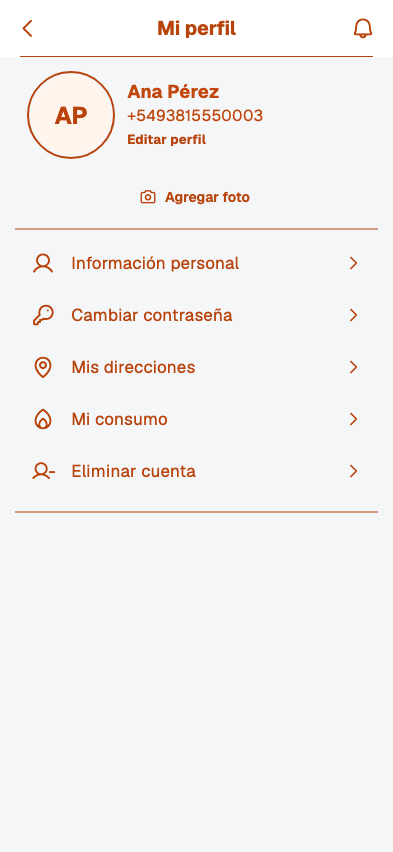 Mi perfil
AP
Ana Pérez
+5493815550003
Editar perfil
Agregar foto
Información personal
Cambiar contraseña
Mis direcciones
Mi consumo
Eliminar cuenta